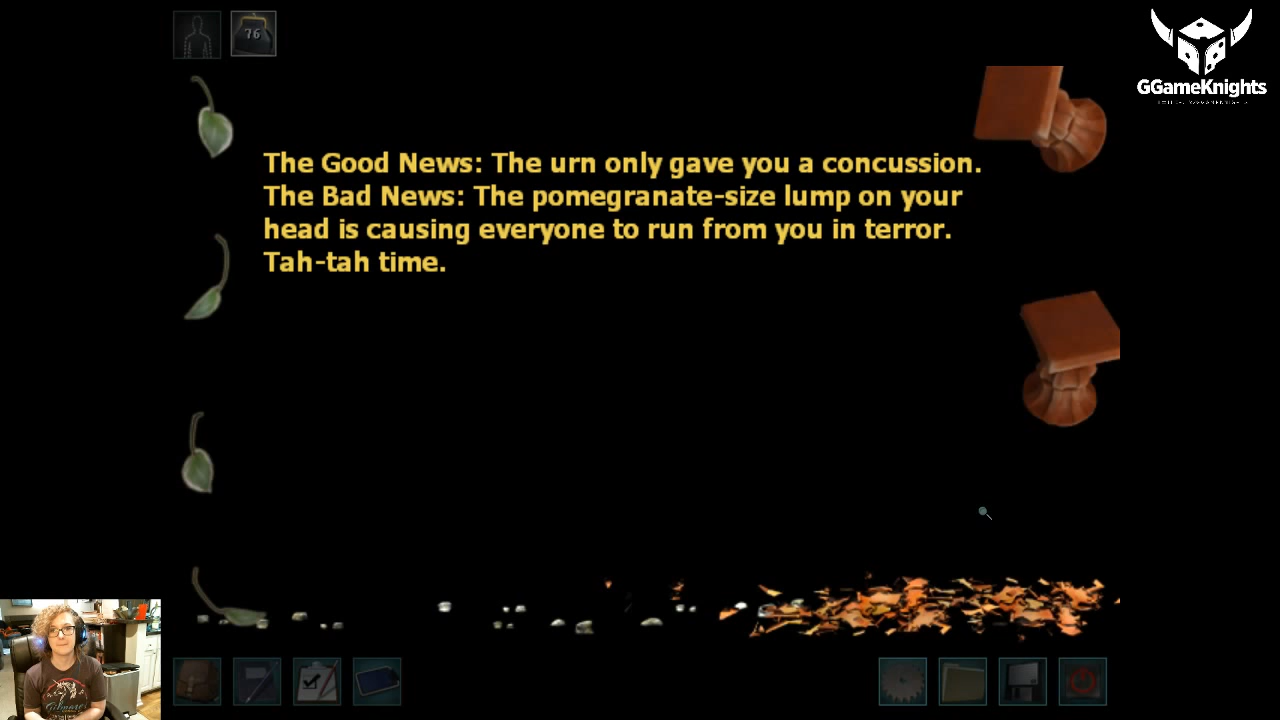 76
GGameKnights
The Good News: The urn only gave you a concussion.
The Bad News: The pomegranate-size lump on your
head is causing everyone to run from you in terror.
Tah-tah time.